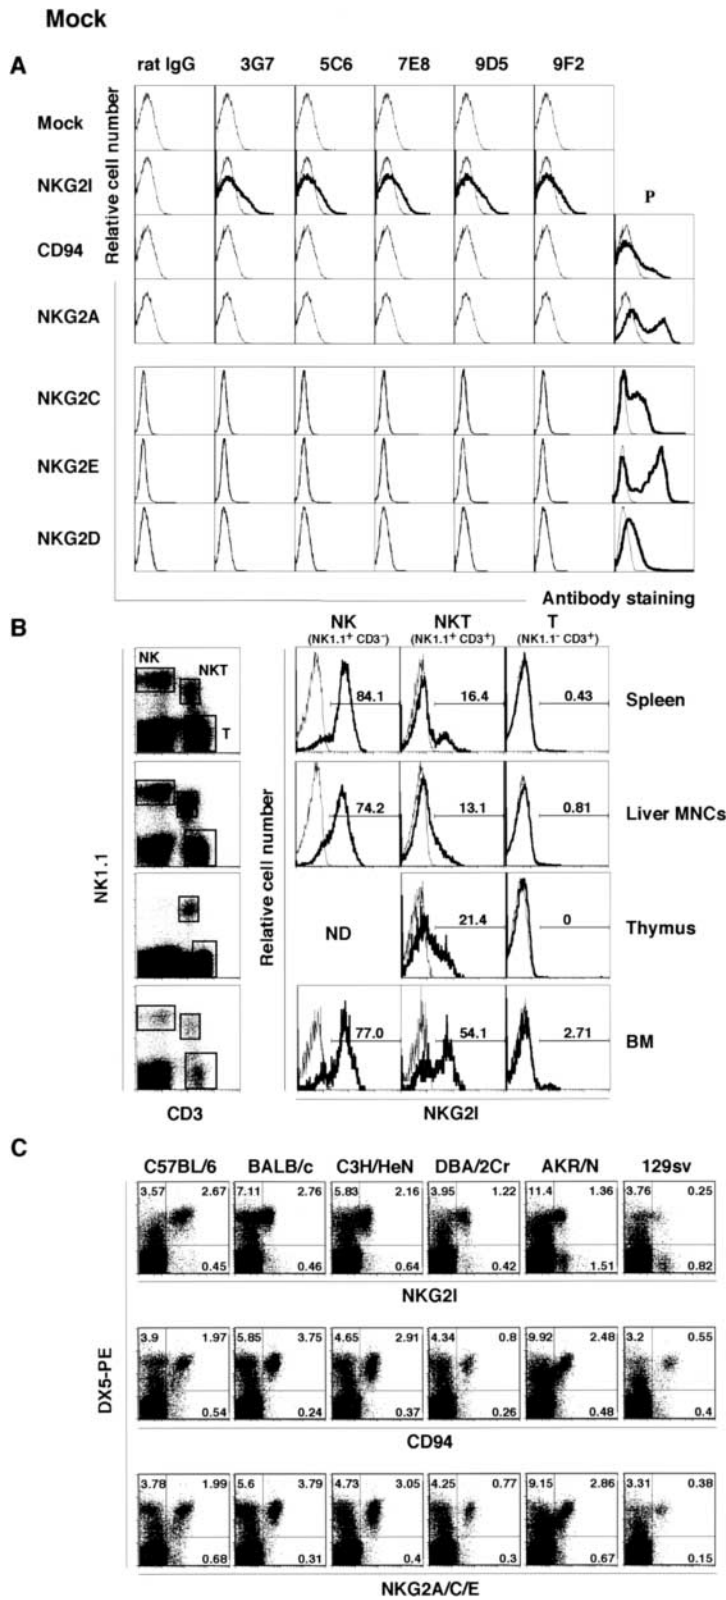 Mock
A
rat IgG 3G7 5C6 7E8 9D5 9F2
Relative cell number
Mock
NKG2I
P
CD94
NKG2A
NKG2C
NKG2E
NKG2D
Antibody staining
B
NK NKT T
(NK1.1+ CD3-) (NK1.1+ CD3+) (NK1.1- CD3+)
NK NKT T
84.1 16.4 0.43 Spleen
74.2 13.1 0.81 Liver MNCs
ND 21.4 0 Thymus
77.0 54.1 2.71 BM
NK1.1
Relative cell number
CD3 NKG2I
C
C57BL/6 BALB/c C3H/HeN DBA/2Cr AKR/N 129sv
3.57 2.67 7.11 2.76 5.83 2.16 3.95 1.22 11.4 1.36 3.76 0.25
0.45 0.46 0.64 0.42 1.51 0.82
NKG2I
DX5-PE
3.9 1.97 5.85 3.75 4.65 2.91 4.34 0.8 9.92 2.48 3.2 0.55
0.54 0.24 0.37 0.26 0.48 0.4
CD94
3.78 1.99 5.6 3.79 4.73 3.05 4.25 0.77 9.15 2.86 3.31 0.38
0.68 0.31 0.4 0.3 0.67 0.15
NKG2A/C/E